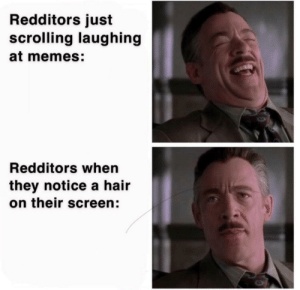 Redditors just
scrolling laughing
at memes:
Redditors when
they notice a hair
on their screen: